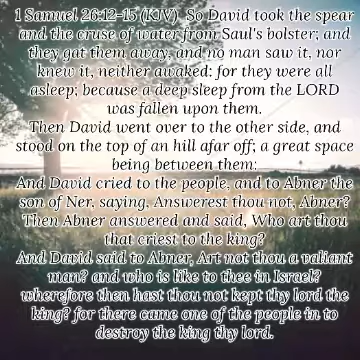 1 Samuel 26:12-15 (KJV)  So David took the spear
and the cruse of water from Saul's bolster; and
they gat them away, and no man saw it, nor
knew it, neither awaked: for they were all
asleep; because a deep sleep from the LORD
was fallen upon them.
Then David went over to the other side, and
stood on the top of an hill afar off; a great space
being between them:
And David cried to the people, and to Abner the
son of Ner, saying, Answerest thou not, Abner?
Then Abner answered and said, Who art thou
that criest to the king?
And David said to Abner, Art not thou a valiant
man? and who is like to thee in Israel?
wherefore then hast thou not kept thy lord the
king? for there came one of the people in to
destroy the king thy lord.